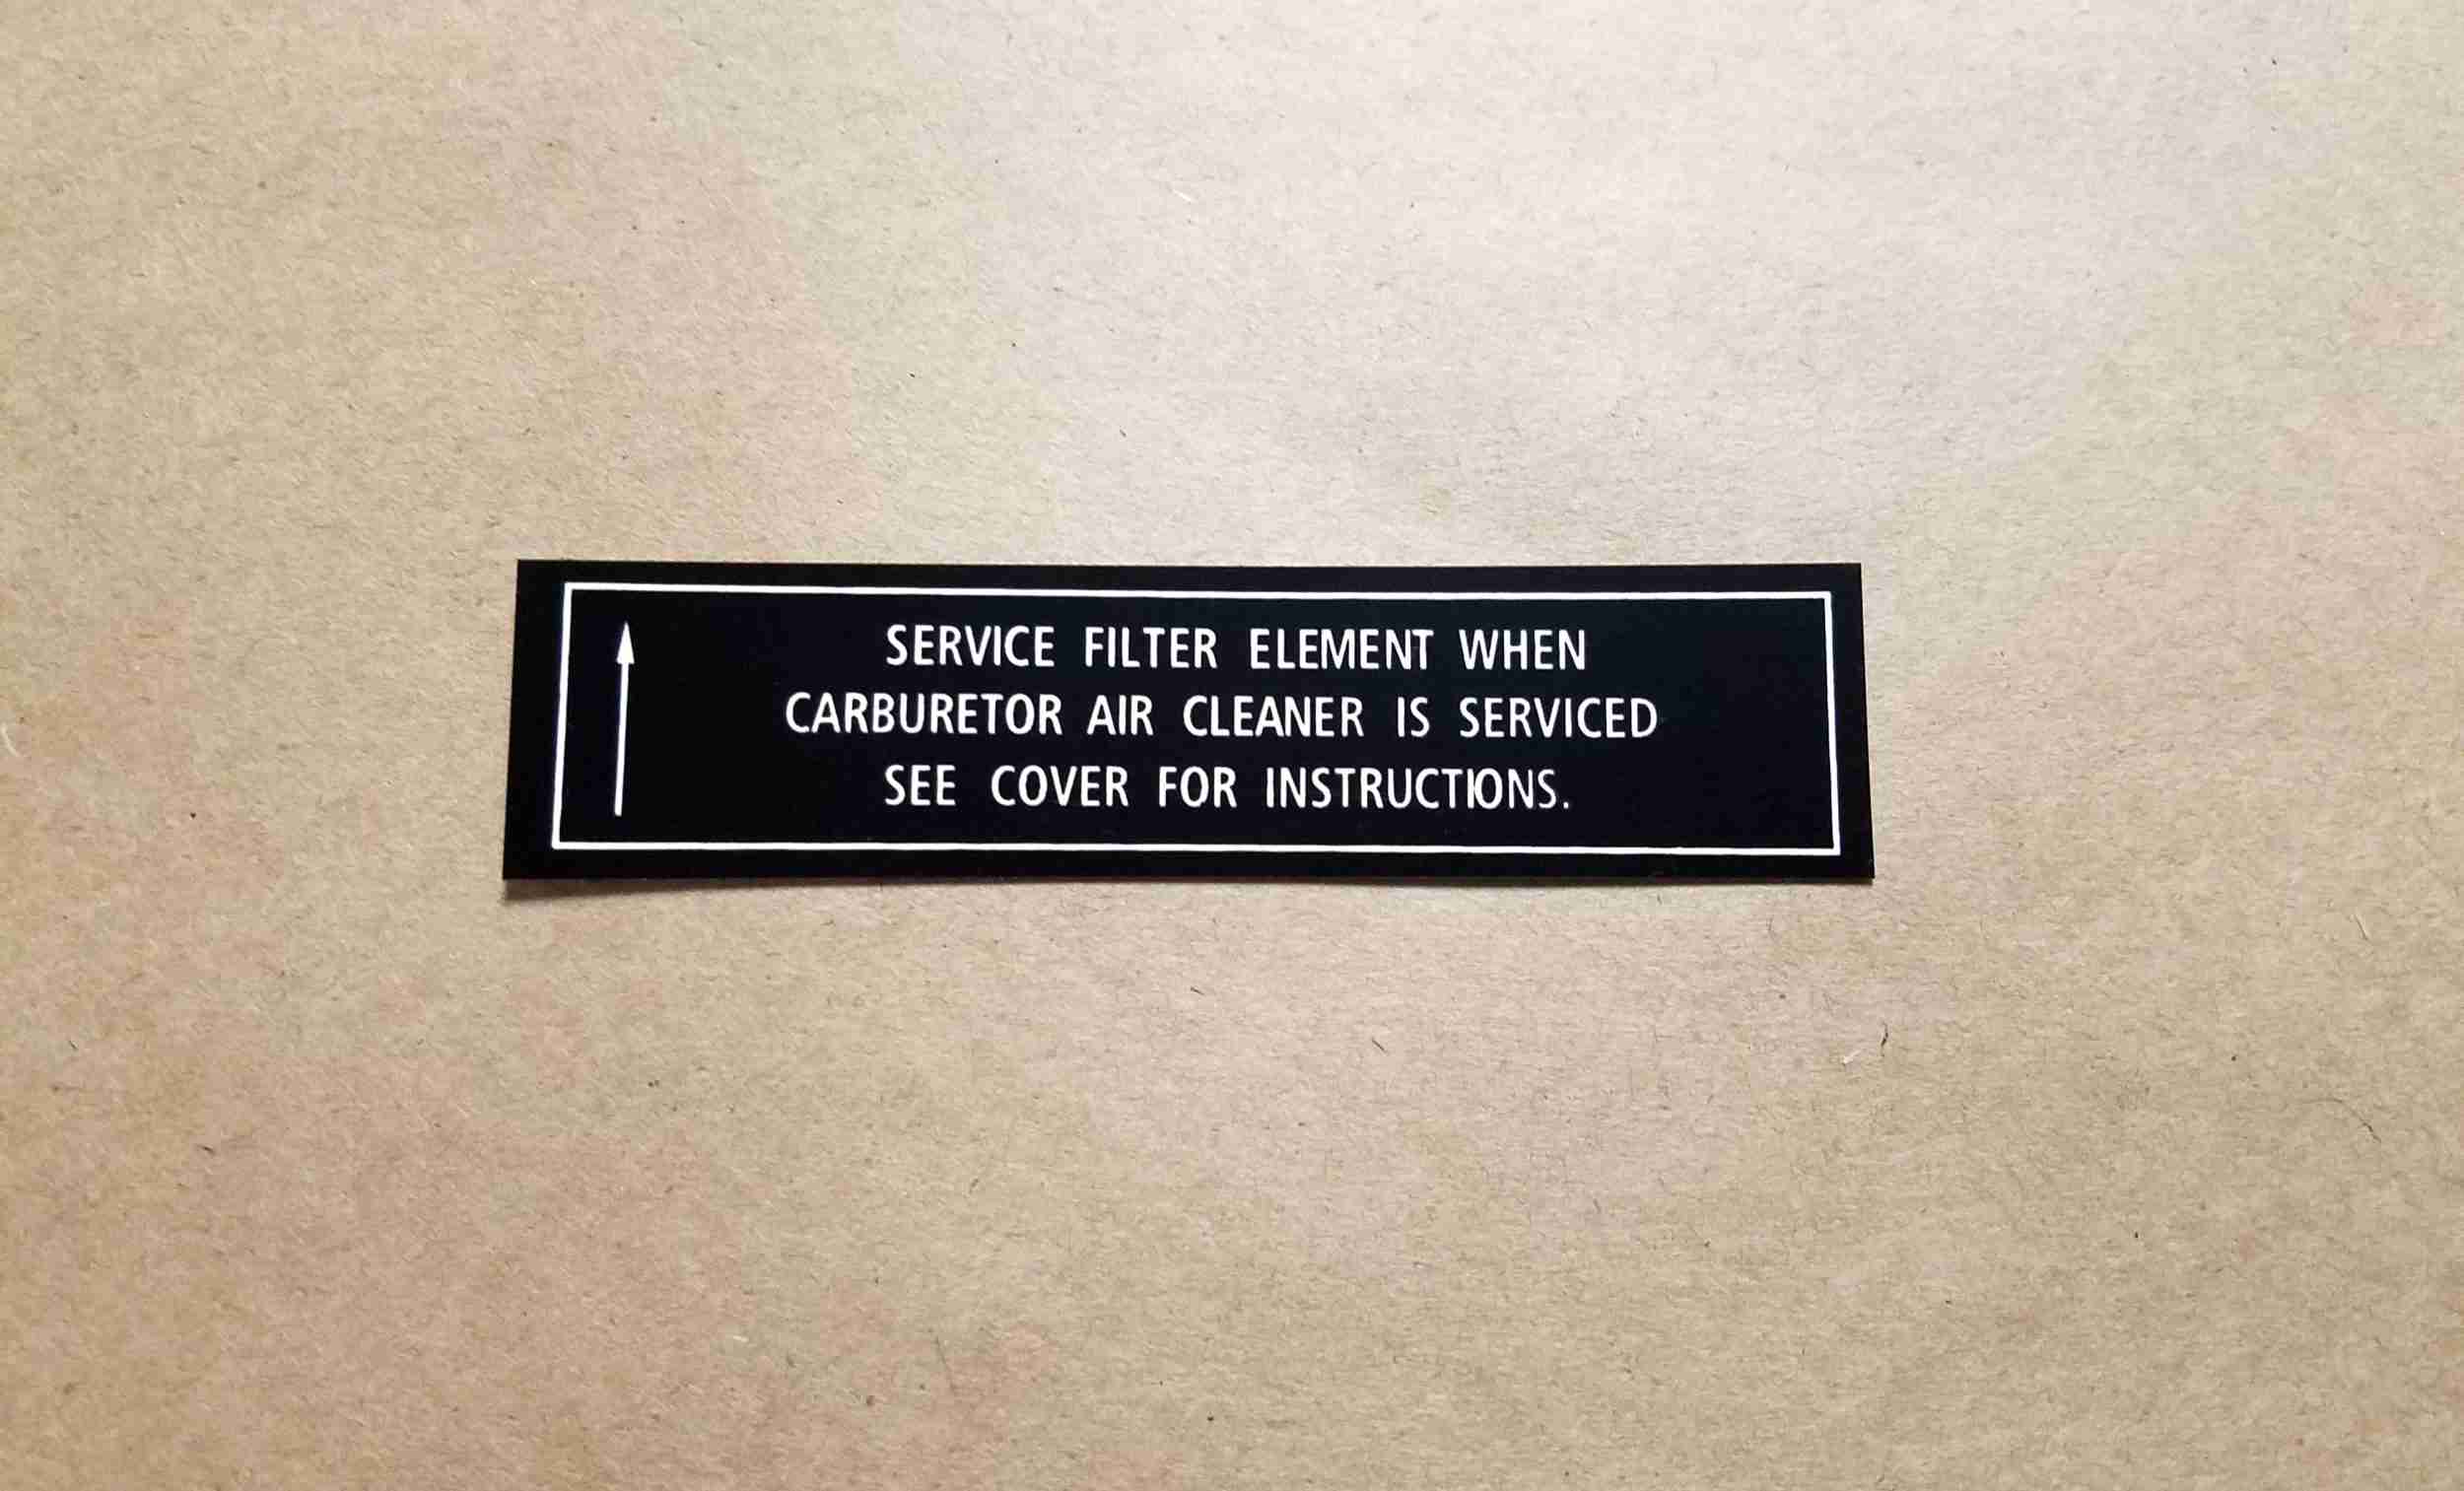 SERVICE FILTER ELEMENT WHEN
CARBURETOR AIR CLEANER IS SERVICED
SEE COVER FOR INSTRUCTIONS.